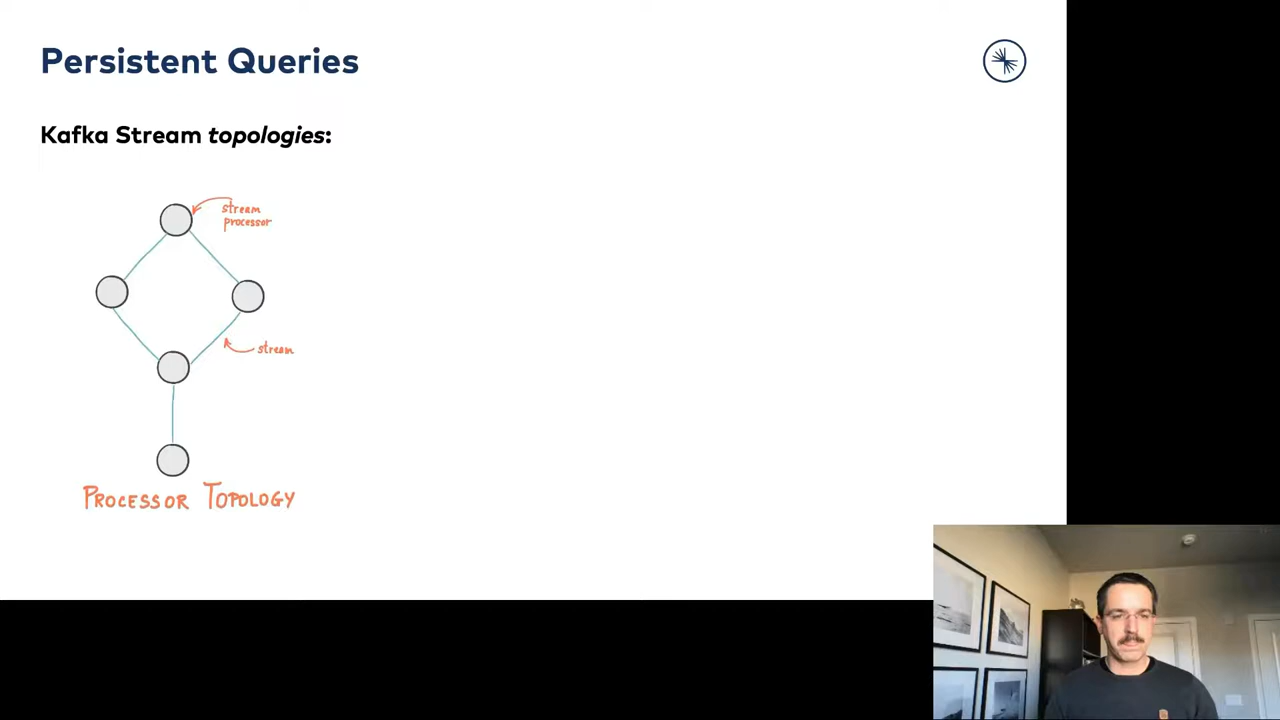 Persistent Queries
Kafka Stream topologies:
stream
processor
stream
PROCESSOR TOPOLOGY